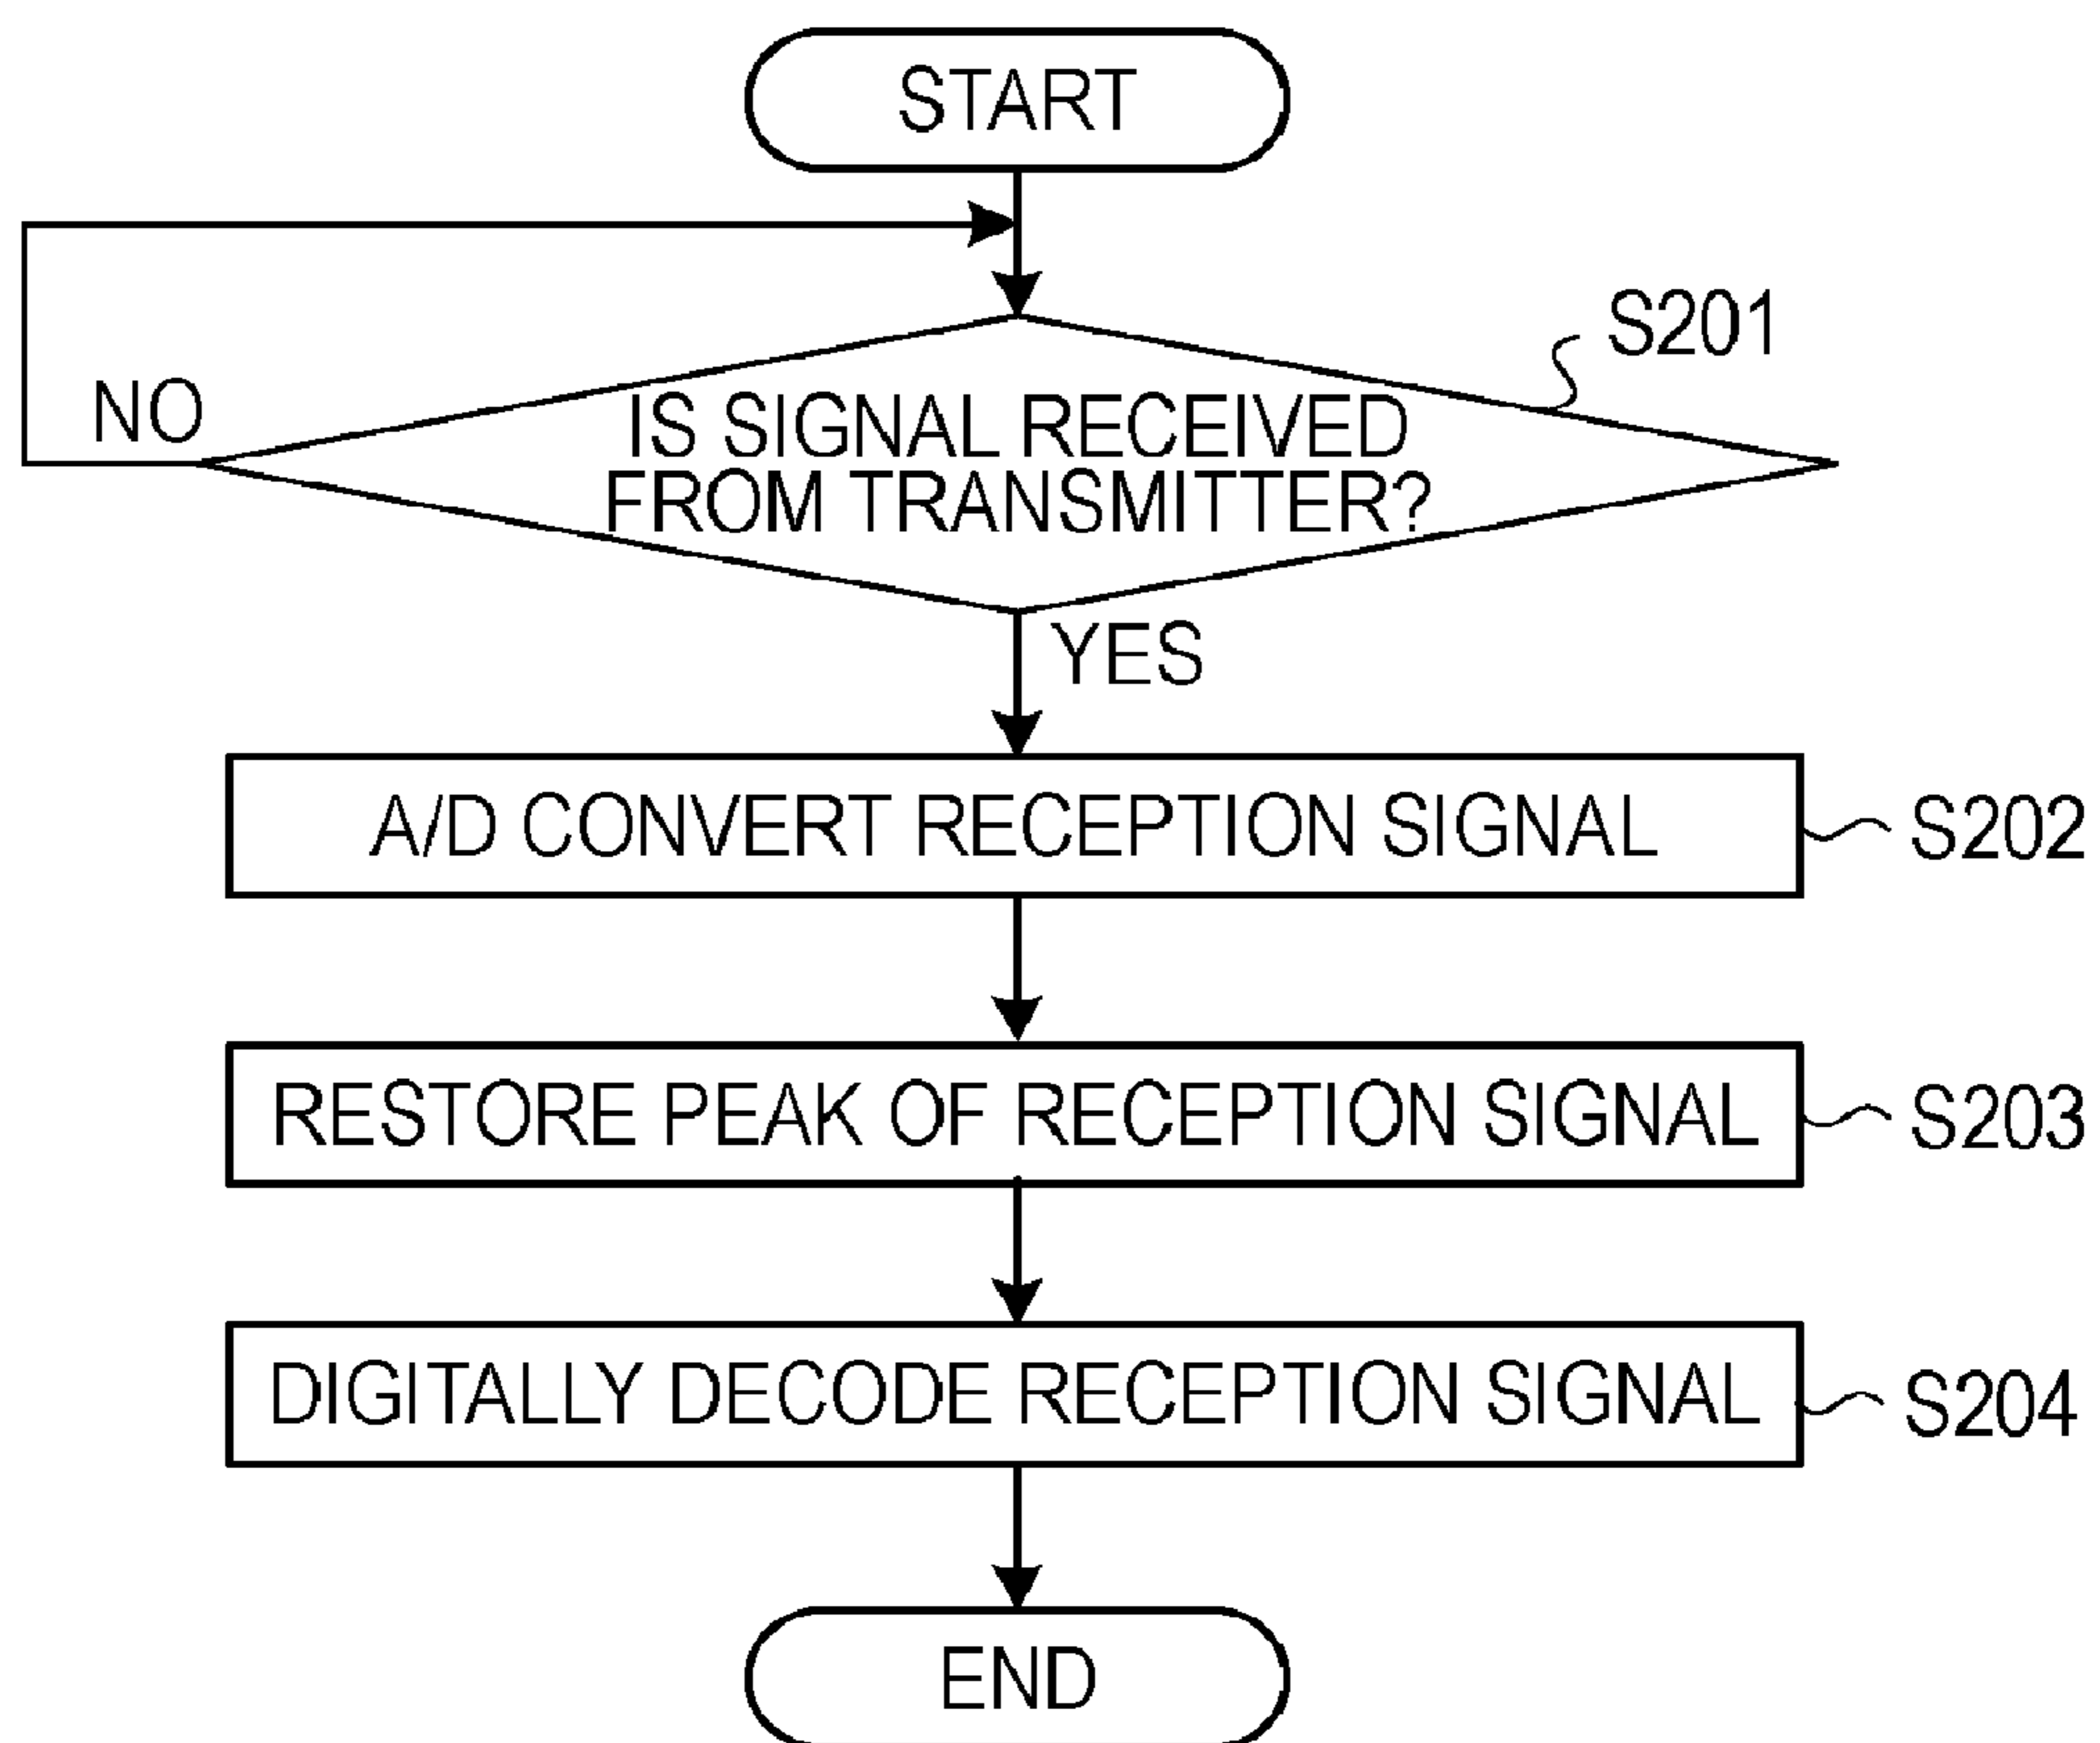 START
S201
NO
IS SIGNAL RECEIVED
FROM TRANSMITTER?
YES
A/D CONVERT RECEPTION SIGNAL
S202
RESTORE PEAK OF RECEPTION SIGNAL
S203
DIGITALLY DECODE RECEPTION SIGNAL
S204
END